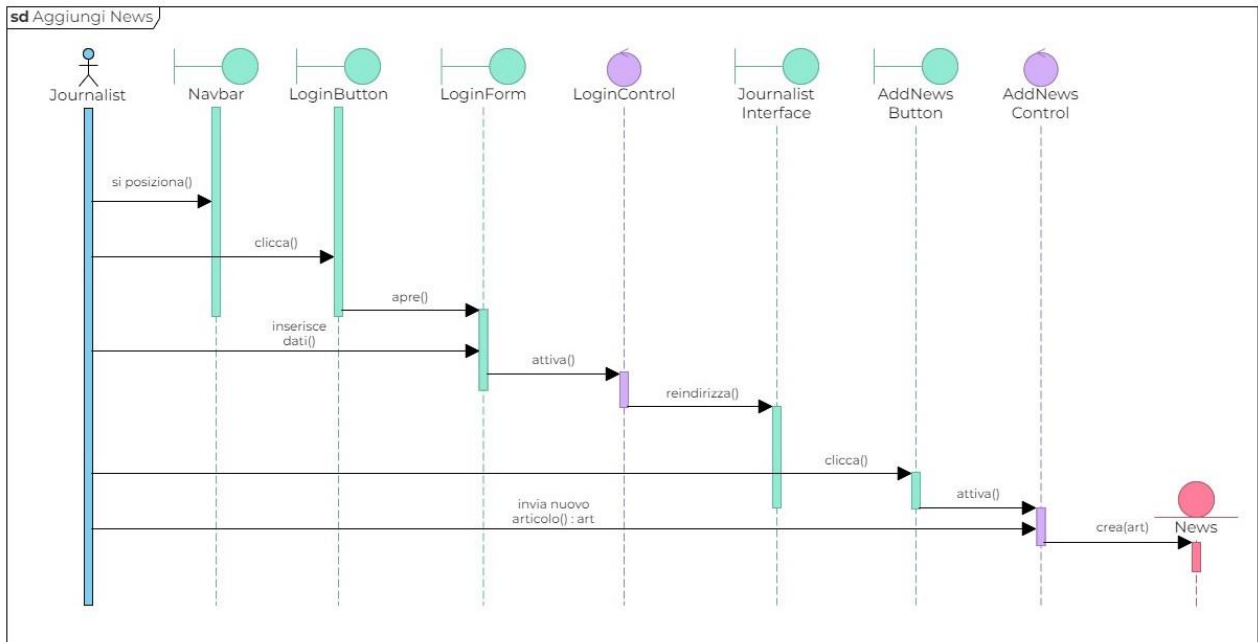 sd Aggiungi News
Journalist
Navbar
LoginButton
LoginForm
LoginControl
Journalist
Interface
AddNews
Button
AddNews
Control
si posiziona()
clicca()
apre()
inserisce
dati()
attiva()
reindirizza()
clicca()
attiva()
invia nuovo
articolo() : art
News
crea(art)